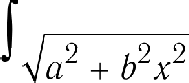 ∫√(a² + b²x²)